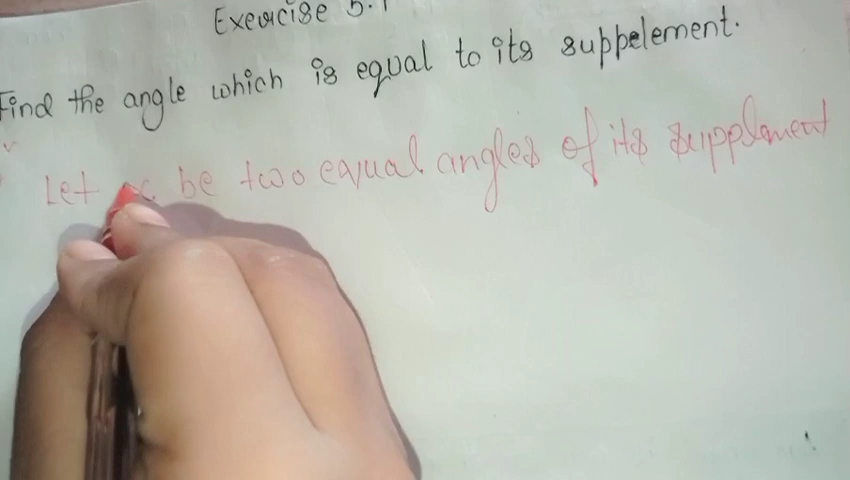 Exercise 5.1
Find the angle which is equal to its suppelement.
Let x be two equal angles of its supplement